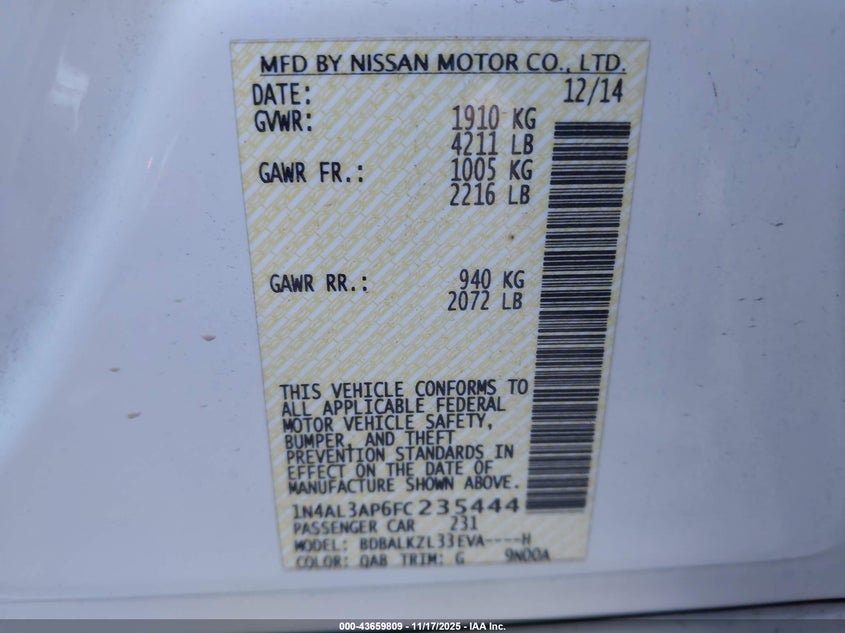 MFD BY NISSAN MOTOR CO., LTD.
DATE: 12/14
GVWR: 1910 KG
4211 LB
GAWR FR.: 1005 KG
2216 LB
GAWR RR.: 940 KG
2072 LB
THIS VEHICLE CONFORMS TO
ALL APPLICABLE FEDERAL
MOTOR VEHICLE SAFETY,
BUMPER, AND THEFT
PREVENTION STANDARDS IN
EFFECT ON THE DATE OF
MANUFACTURE SHOWN ABOVE.
1N4AL3AP6FC235444
PASSENGER CAR 231
MODEL: BDBALKZL33EVA----H
COLOR: QAB TRIM: G 9N00A
000-43659809 - 11/17/2025 - IAA Inc.